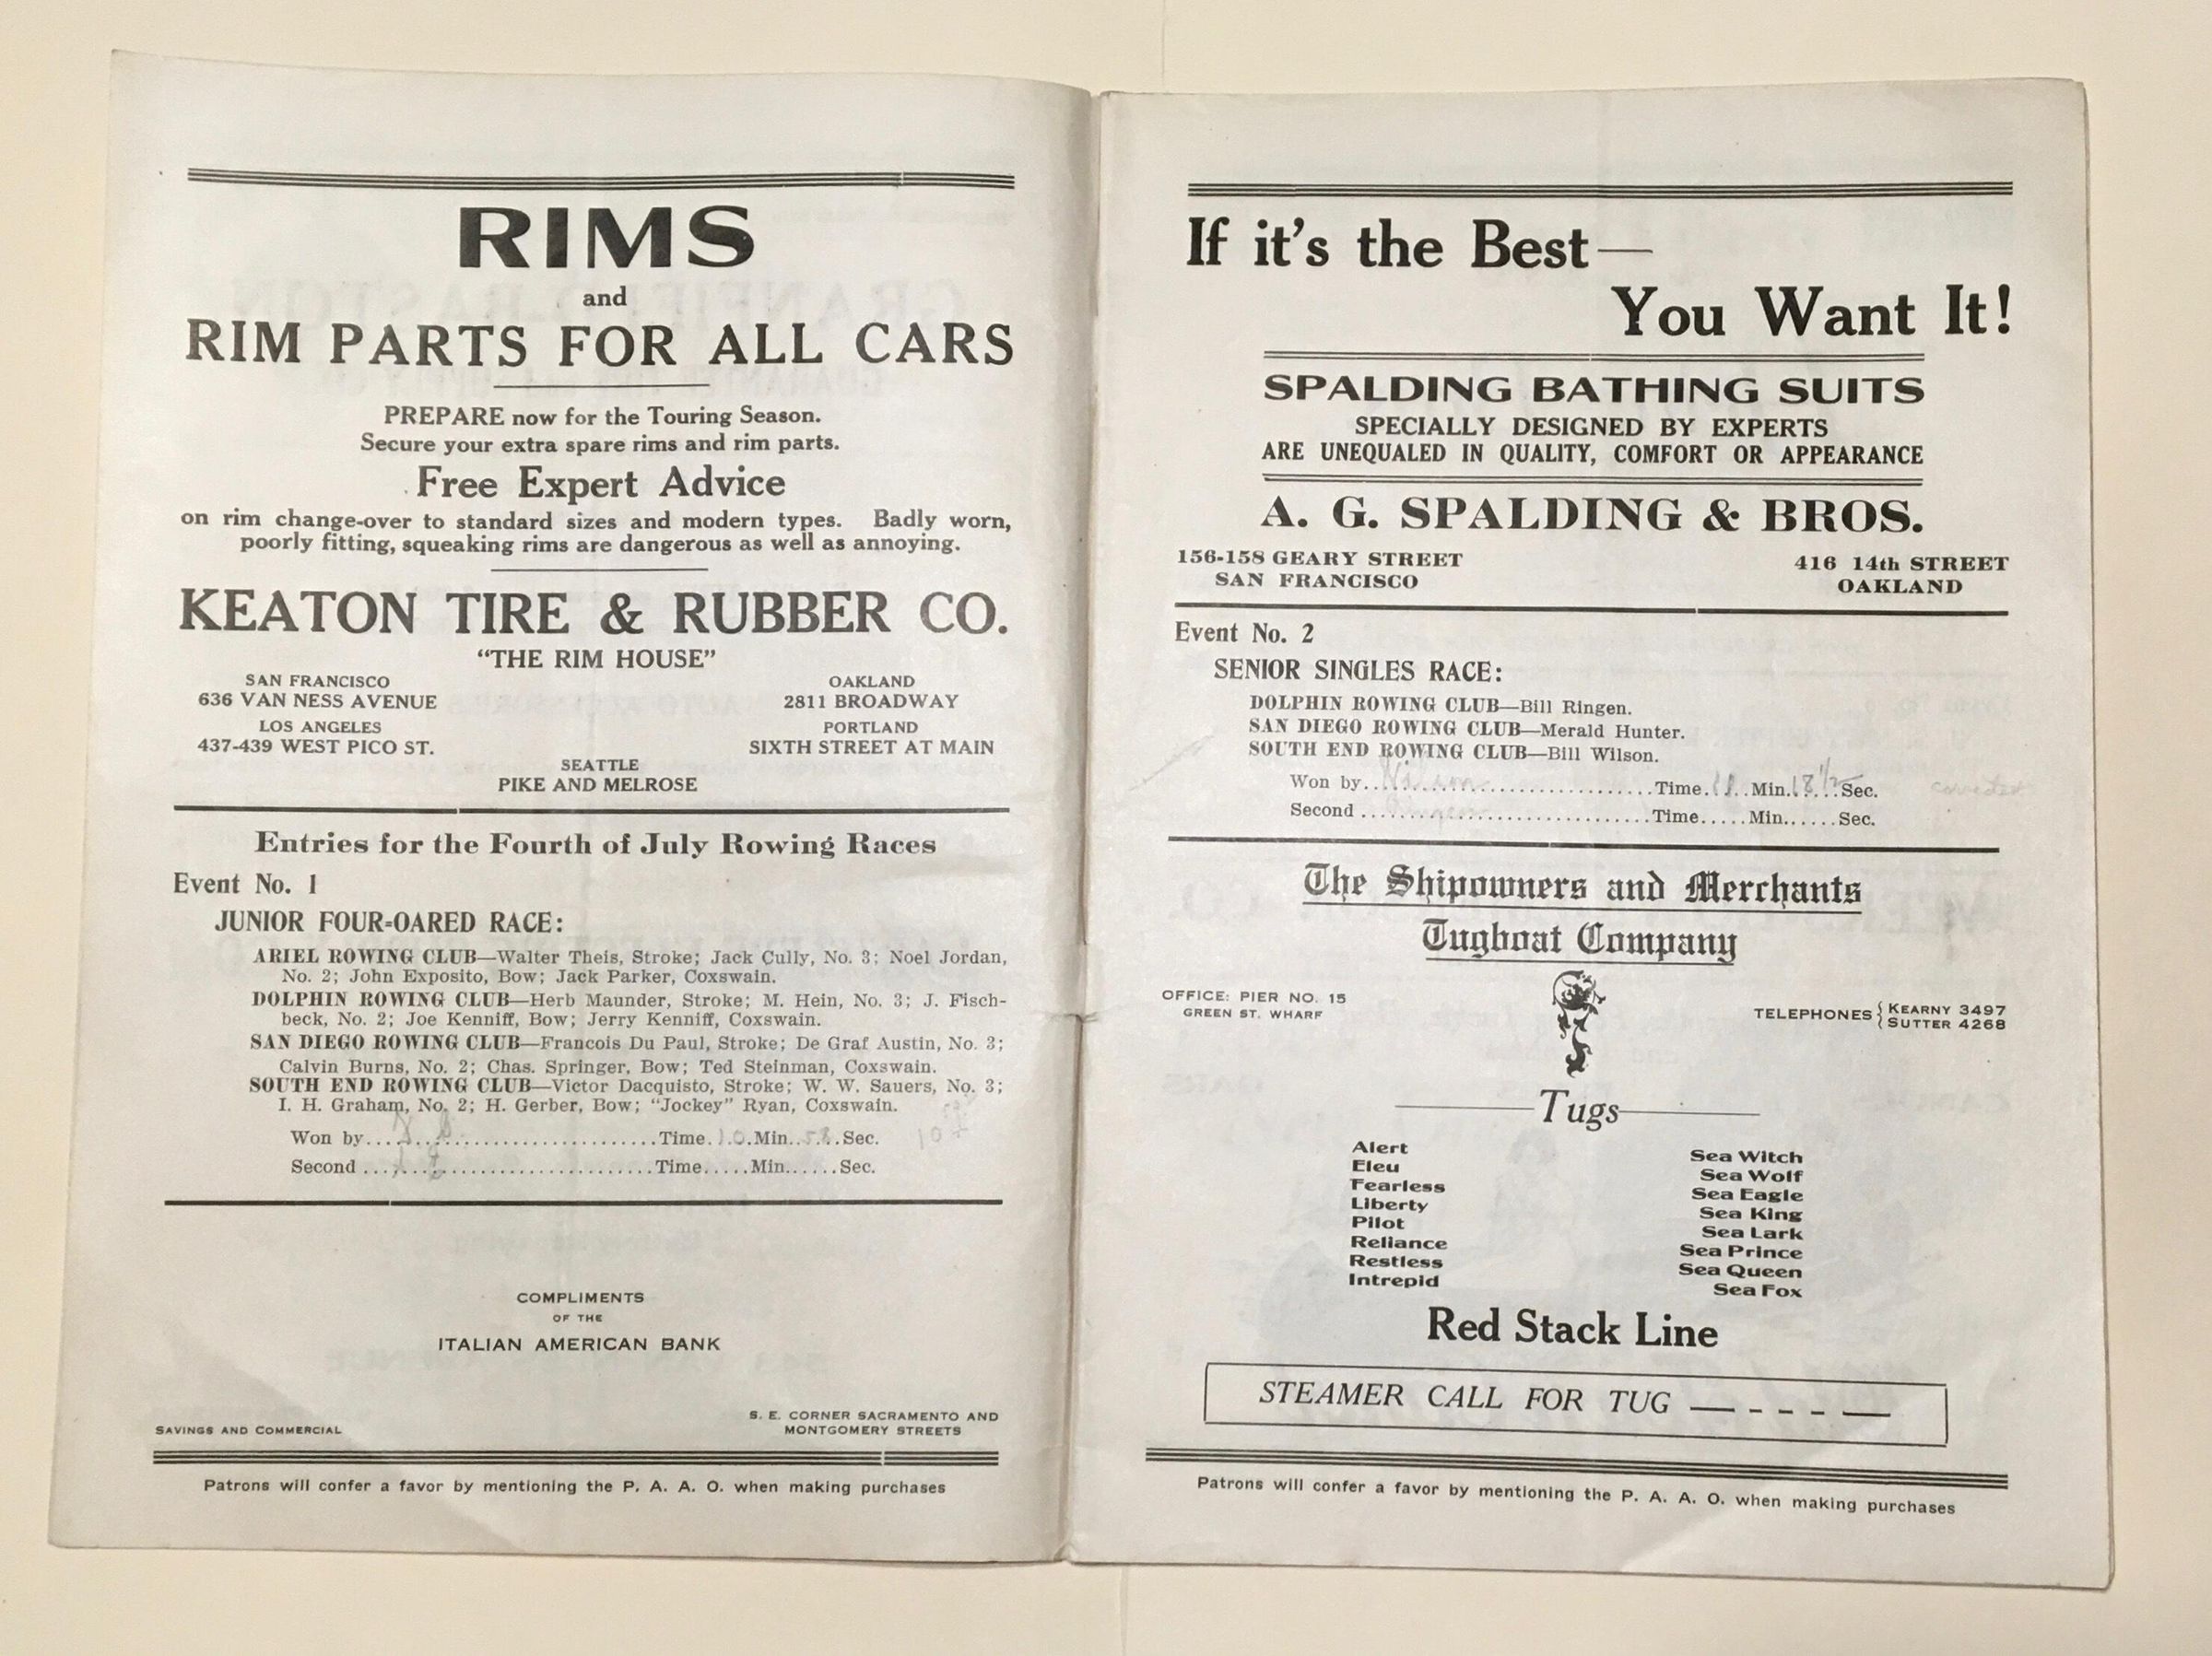 RIMS
and
RIM PARTS FOR ALL CARS
PREPARE now for the Touring Season.
Secure your extra spare rims and rim parts.
Free Expert Advice
on rim change-over to standard sizes and modern types. Badly worn,
poorly fitting, squeaking rims are dangerous as well as annoying.
KEATON TIRE & RUBBER CO.
"THE RIM HOUSE"
SAN FRANCISCO
636 VAN NESS AVENUE
OAKLAND
2811 BROADWAY
LOS ANGELES
437-439 WEST PICO ST.
PORTLAND
SIXTH STREET AT MAIN
SEATTLE
PIKE AND MELROSE
Entries for the Fourth of July Rowing Races
Event No. 1
JUNIOR FOUR-OARED RACE:
ARIEL ROWING CLUB—Walter Theis, Stroke; Jack Cully, No. 3; Noel Jordan,
No. 2; John Exposito, Bow; Jack Parker, Coxswain.
DOLPHIN ROWING CLUB—Herb Maunder, Stroke; M. Hein, No. 3; J. Fisch-
beck, No. 2; Joe Kenniff, Bow; Jerry Kenniff, Coxswain.
SAN DIEGO ROWING CLUB—Francois Du Paul, Stroke; De Graf Austin, No. 3;
Calvin Burns, No. 2; Chas. Springer, Bow; Ted Steinman, Coxswain.
SOUTH END ROWING CLUB—Victor Dacquisto, Stroke; W. W. Sauers, No. 3;
I. H. Graham, No. 2; H. Gerber, Bow; "Jockey" Ryan, Coxswain.
Won by.... Time. 10 Min. Sec.
Second .... Time.....Min......Sec.
COMPLIMENTS
OF THE
ITALIAN AMERICAN BANK
SAVINGS AND COMMERCIAL
S. E. CORNER SACRAMENTO AND
MONTGOMERY STREETS
Patrons will confer a favor by mentioning the P. A. A. O. when making purchases
If it's the Best—
You Want It!
SPALDING BATHING SUITS
SPECIALLY DESIGNED BY EXPERTS
ARE UNEQUALED IN QUALITY, COMFORT OR APPEARANCE
A. G. SPALDING & BROS.
156-158 GEARY STREET
SAN FRANCISCO
416 14th STREET
OAKLAND
Event No. 2
SENIOR SINGLES RACE:
DOLPHIN ROWING CLUB—Bill Ringen.
SAN DIEGO ROWING CLUB—Merald Hunter.
SOUTH END ROWING CLUB—Bill Wilson.
Won by.. Wilson Time. Min. 18 1/2 Sec. corrected
Second .... Time.....Min......Sec.
The Shipowners and Merchants
Tugboat Company
OFFICE: PIER NO. 15
GREEN ST. WHARF
TELEPHONES { KEARNY 3497
SUTTER 4268
Tugs
Alert
Eleu
Fearless
Liberty
Pilot
Reliance
Restless
Intrepid
Sea Witch
Sea Wolf
Sea Eagle
Sea King
Sea Lark
Sea Prince
Sea Queen
Sea Fox
Red Stack Line
STEAMER CALL FOR TUG — - - - - —
Patrons will confer a favor by mentioning the P. A. A. O. when making purchases